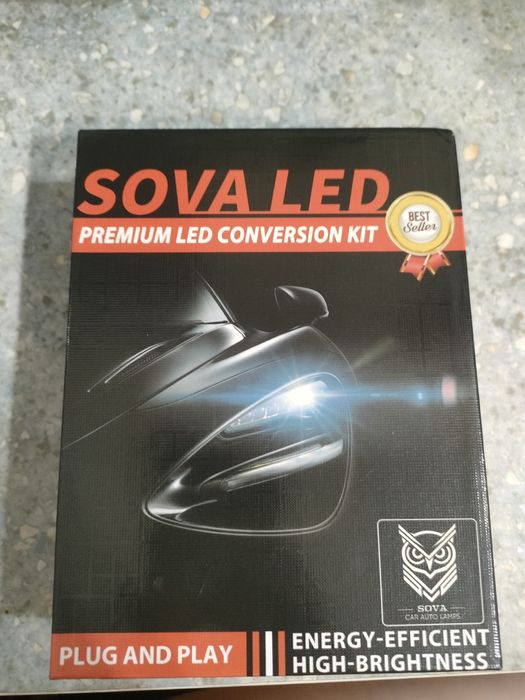 SOVA LED
PREMIUM LED CONVERSION KIT
BEST
Seller
SOVA
CAR AUTO LAMPS
PLUG AND PLAY
ENERGY-EFFICIENT
HIGH-BRIGHTNESS